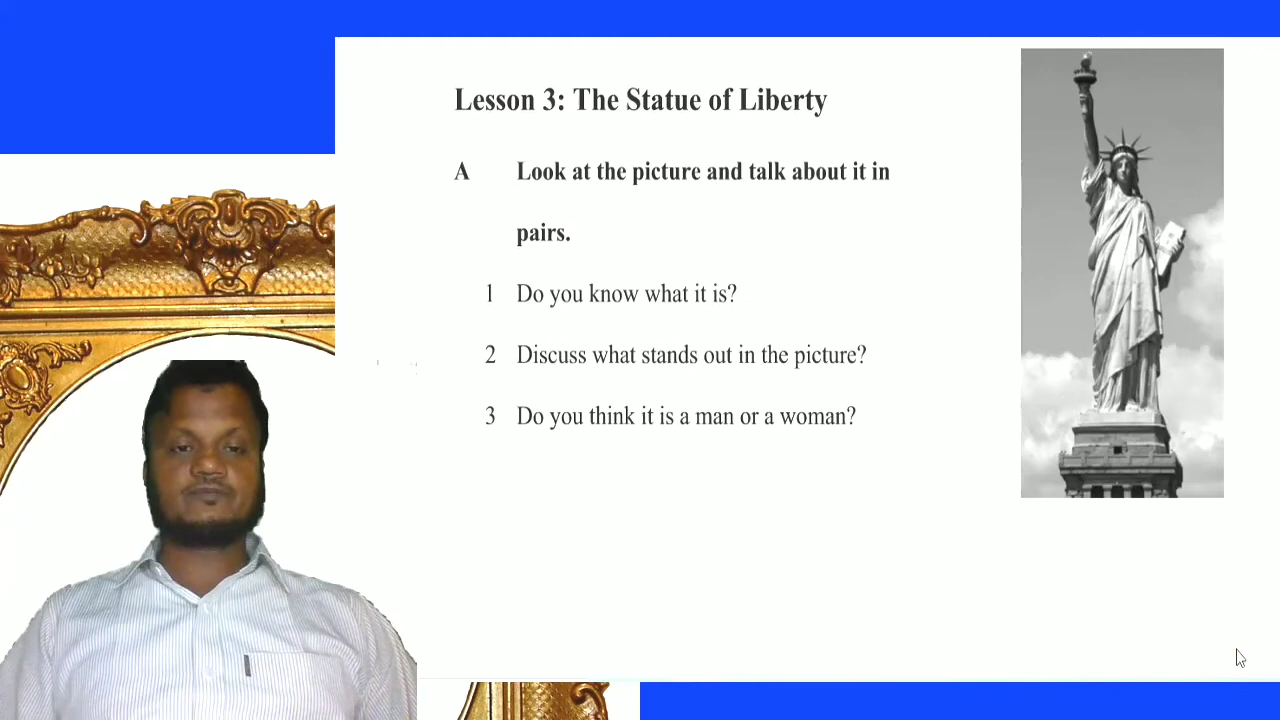 Lesson 3: The Statue of Liberty
A Look at the picture and talk about it in
pairs.
1 Do you know what it is?
2 Discuss what stands out in the picture?
3 Do you think it is a man or a woman?